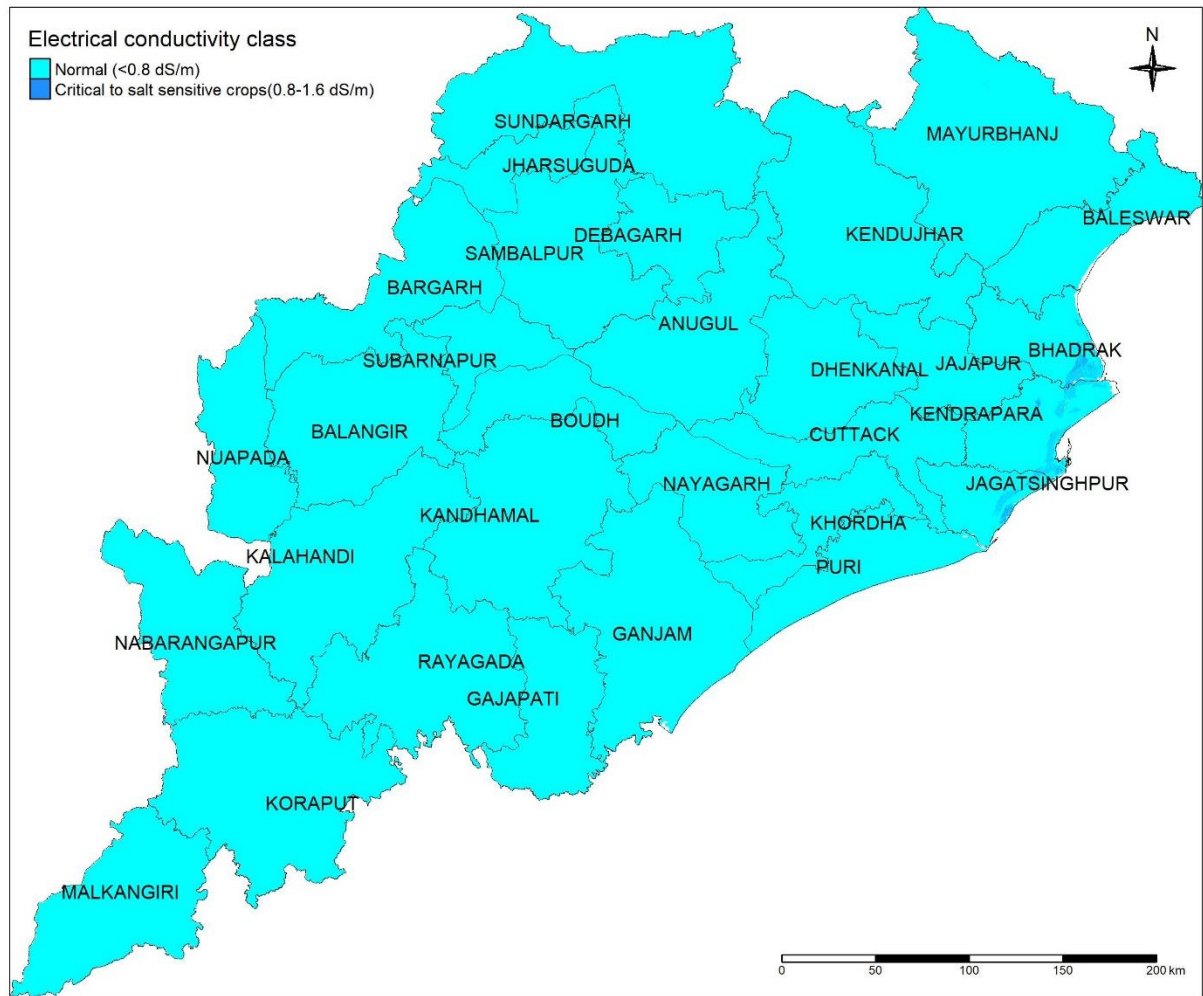 Electrical conductivity class
Normal (<0.8 dS/m)
Critical to salt sensitive crops(0.8-1.6 dS/m)
N
SUNDARGARH
MAYURBHANJ
JHARSUGUDA
BALESWAR
DEBAGARH
KENDUJHAR
SAMBALPUR
BARGARH
ANUGUL
BHADRAK
SUBARNAPUR
JAJAPUR
DHENKANAL
KENDRAPARA
BOUDH
BALANGIR
CUTTACK
NUAPADA
NAYAGARH
JAGATSINGHPUR
KANDHAMAL
KHORDHA
KALAHANDI
PURI
GANJAM
NABARANGAPUR
RAYAGADA
GAJAPATI
KORAPUT
MALKANGIRI
0 50 100 150 200 km